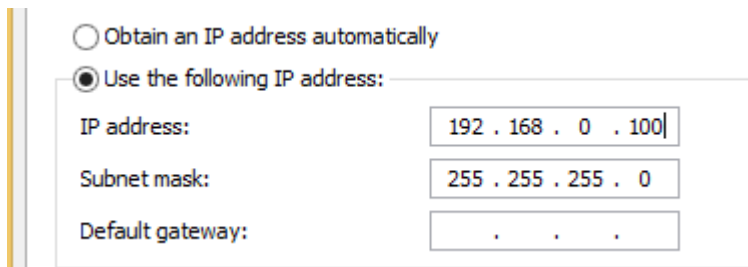 Obtain an IP address automatically
Use the following IP address:
IP address: 192 . 168 . 0 . 100
Subnet mask: 255 . 255 . 255 . 0
Default gateway: . . .